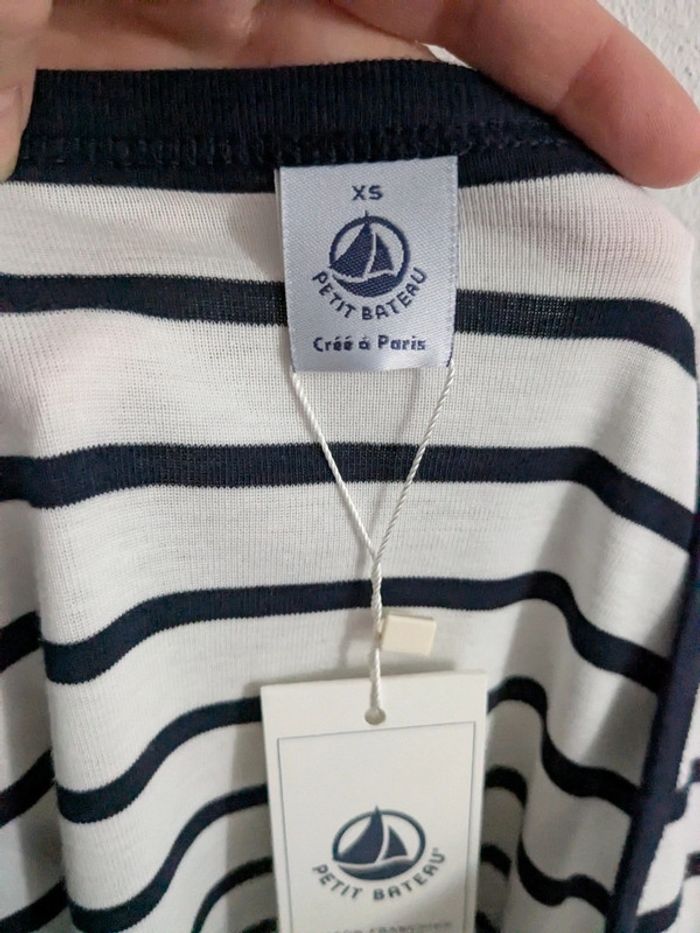 XS
PETIT BATEAU
Créé à Paris
PETIT BATEAU